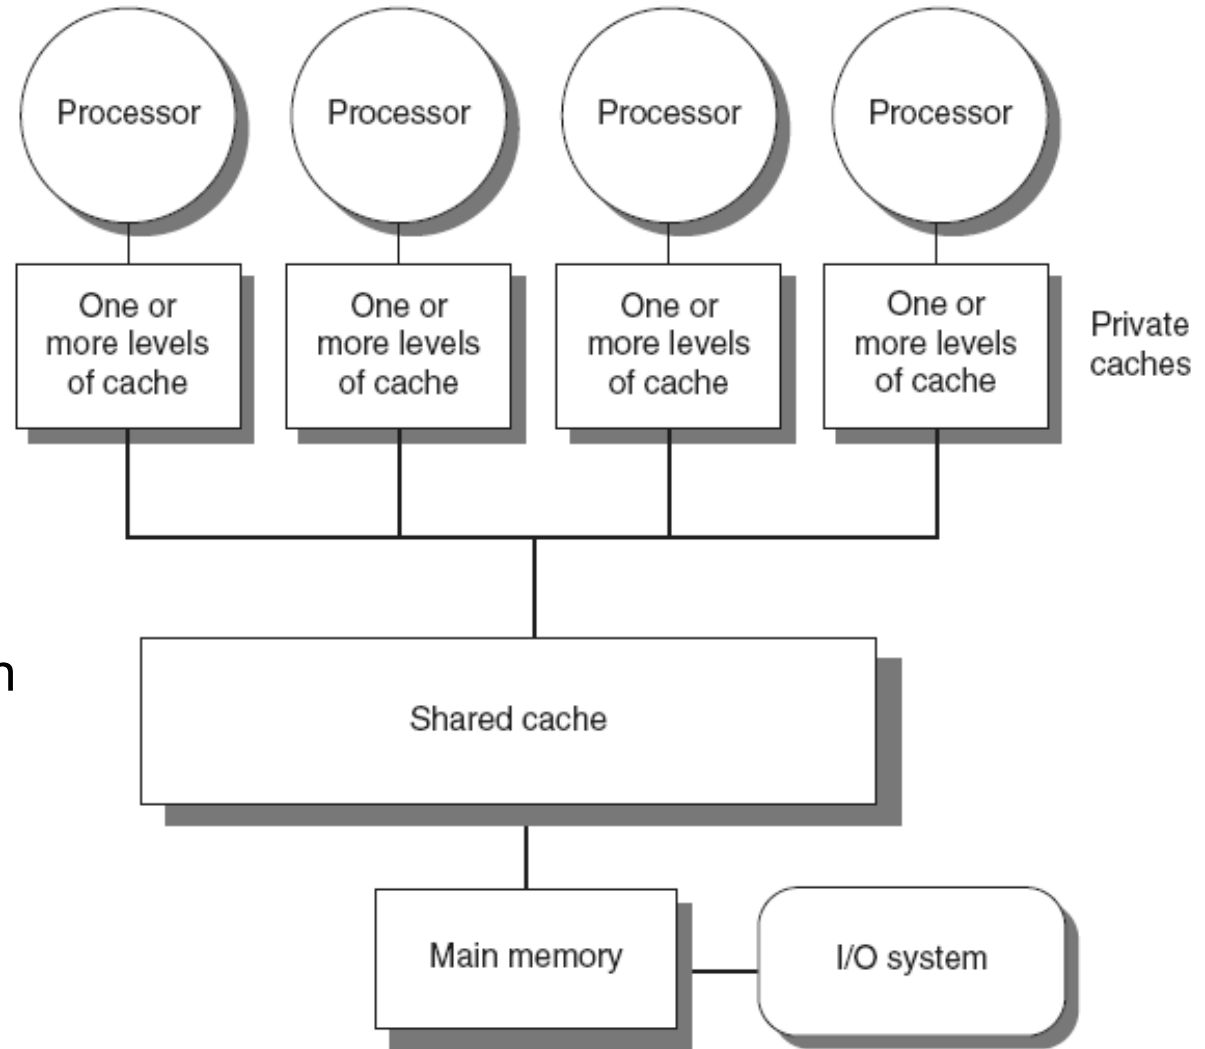 Processor
Processor
Processor
Processor
One or
more levels
of cache
One or
more levels
of cache
One or
more levels
of cache
One or
more levels
of cache
Private
caches
n
Shared cache
Main memory
I/O system